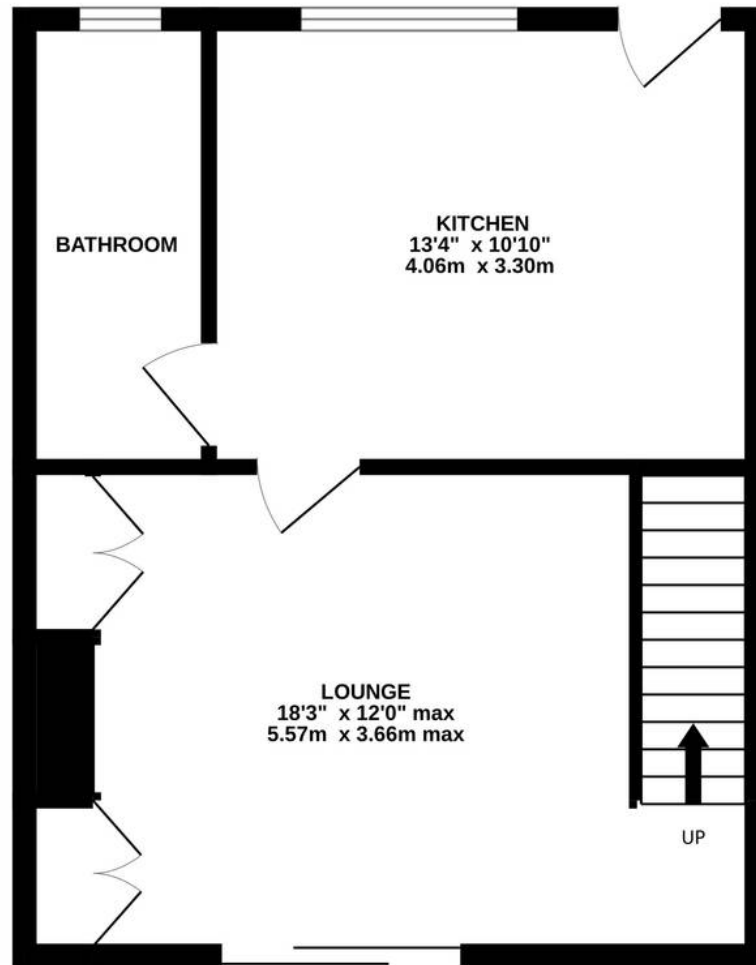 KITCHEN
13'4" x 10'10"
4.06m x 3.30m
BATHROOM
LOUNGE
18'3" x 12'0" max
5.57m x 3.66m max
UP